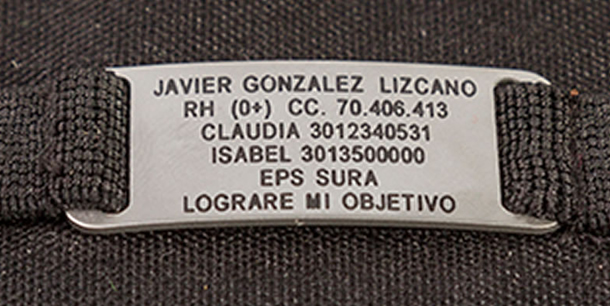 JAVIER GONZALEZ LIZCANO
RH (0+) CC. 70.406.413
CLAUDIA 3012340531
ISABEL 3013500000
EPS SURA
LOGRARE MI OBJETIVO